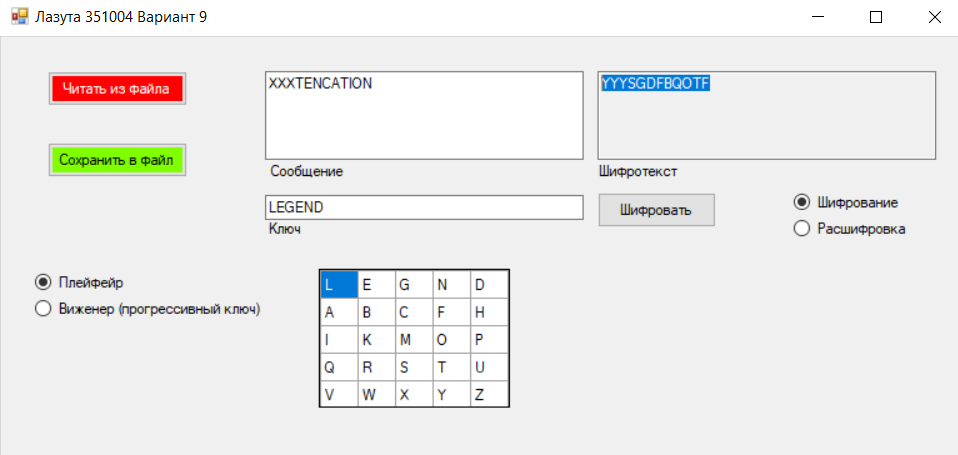 Лазута 351004 Вариант 9
Читать из файла
XXXTENCATION
YYYSGDFBQOTF
Сохранить в файл
Сообщение
Шифротекст
LEGEND
Шифровать
Шифрование
Ключ
Расшифровка
Плейфейр
Виженер (прогрессивный ключ)
L E G N D
A B C F H
I K M O P
Q R S T U
V W X Y Z